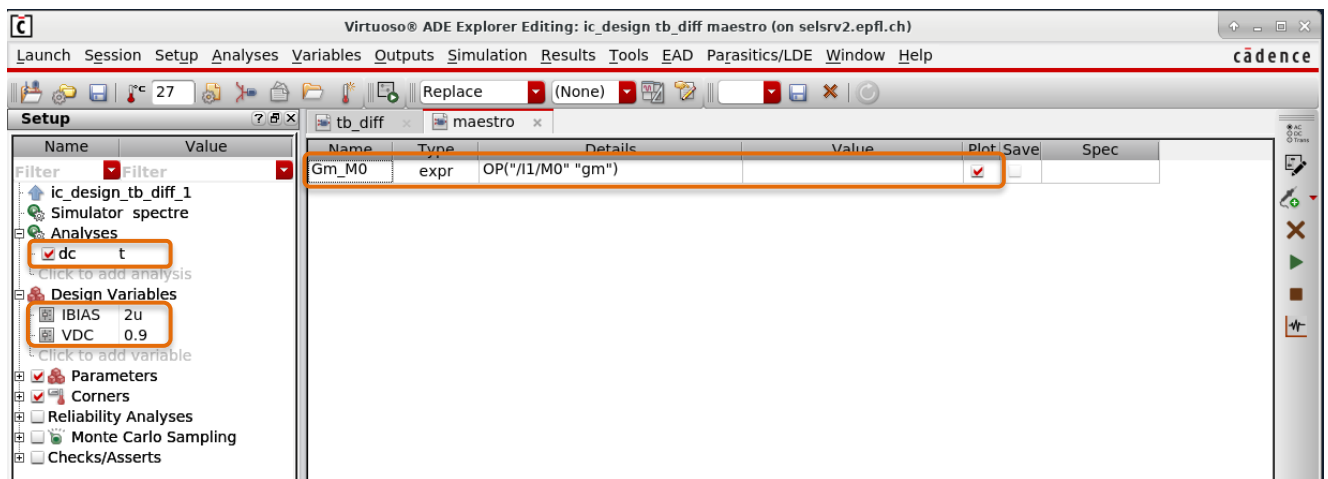 Virtuoso® ADE Explorer Editing: ic_design tb_diff maestro (on selsrv2.epfl.ch)
Launch Session Setup Analyses Variables Outputs Simulation Results Tools EAD Parasitics/LDE Window Help cādence
27 Replace (None)
Setup tb_diff maestro
Name Value Name Type Details Value Plot Save Spec
Filter Filter Gm_M0 expr OP("/I1/M0" "gm")
ic_design_tb_diff_1
Simulator spectre
Analyses
dc t
Click to add analysis
Design Variables
IBIAS 2u
VDC 0.9
Click to add variable
Parameters
Corners
Reliability Analyses
Monte Carlo Sampling
Checks/Asserts
AC
DC
Trans